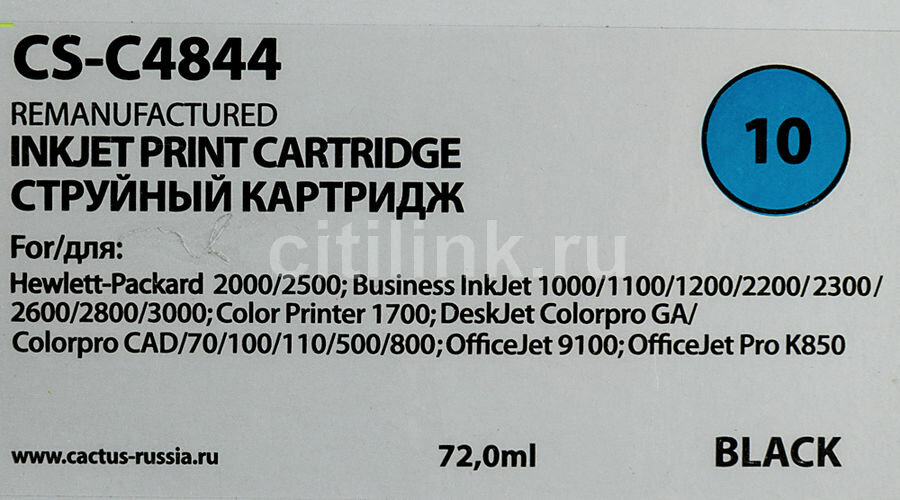 CS-C4844
REMANUFACTURED
INKJET PRINT CARTRIDGE
СТРУЙНЫЙ КАРТРИДЖ
10
For/для:
citilink.ru
Hewlett-Packard 2000/2500; Business InkJet 1000/1100/1200/2200/2300/
2600/2800/3000; Color Printer 1700; DeskJet Colorpro GA/
Colorpro CAD/70/100/110/500/800; OfficeJet 9100; OfficeJet Pro K850
www.cactus-russia.ru
72,0ml
BLACK